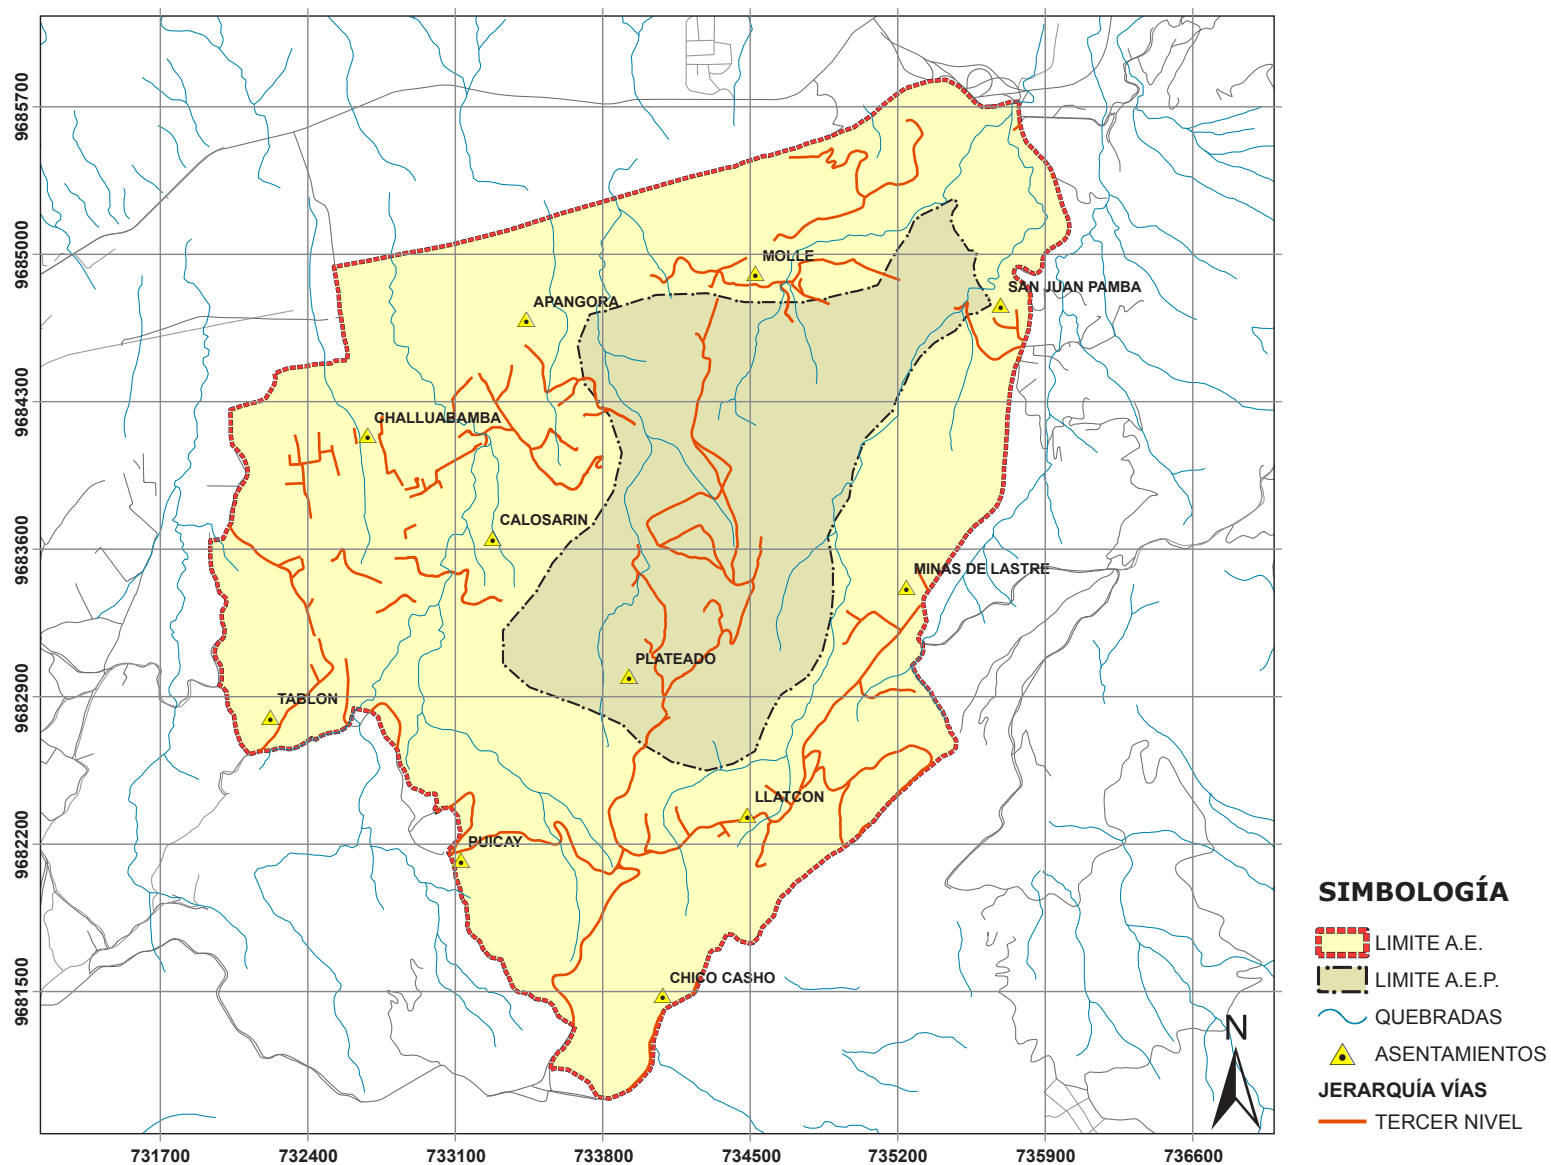 9685700
9685000
9684300
9683600
9682900
9682200
9681500
MOLLE
SAN JUAN PAMBA
APANGORA
CHALLUABAMBA
CALOSARIN
MINAS DE LASTRE
PLATEADO
TABLON
LLATCON
PUICAY
CHICO CASHO
731700
732400
733100
733800
734500
735200
735900
736600
SIMBOLOGÍA
LIMITE A.E.
LIMITE A.E.P.
QUEBRADAS
N
ASENTAMIENTOS
JERARQUÍA VÍAS
TERCER NIVEL